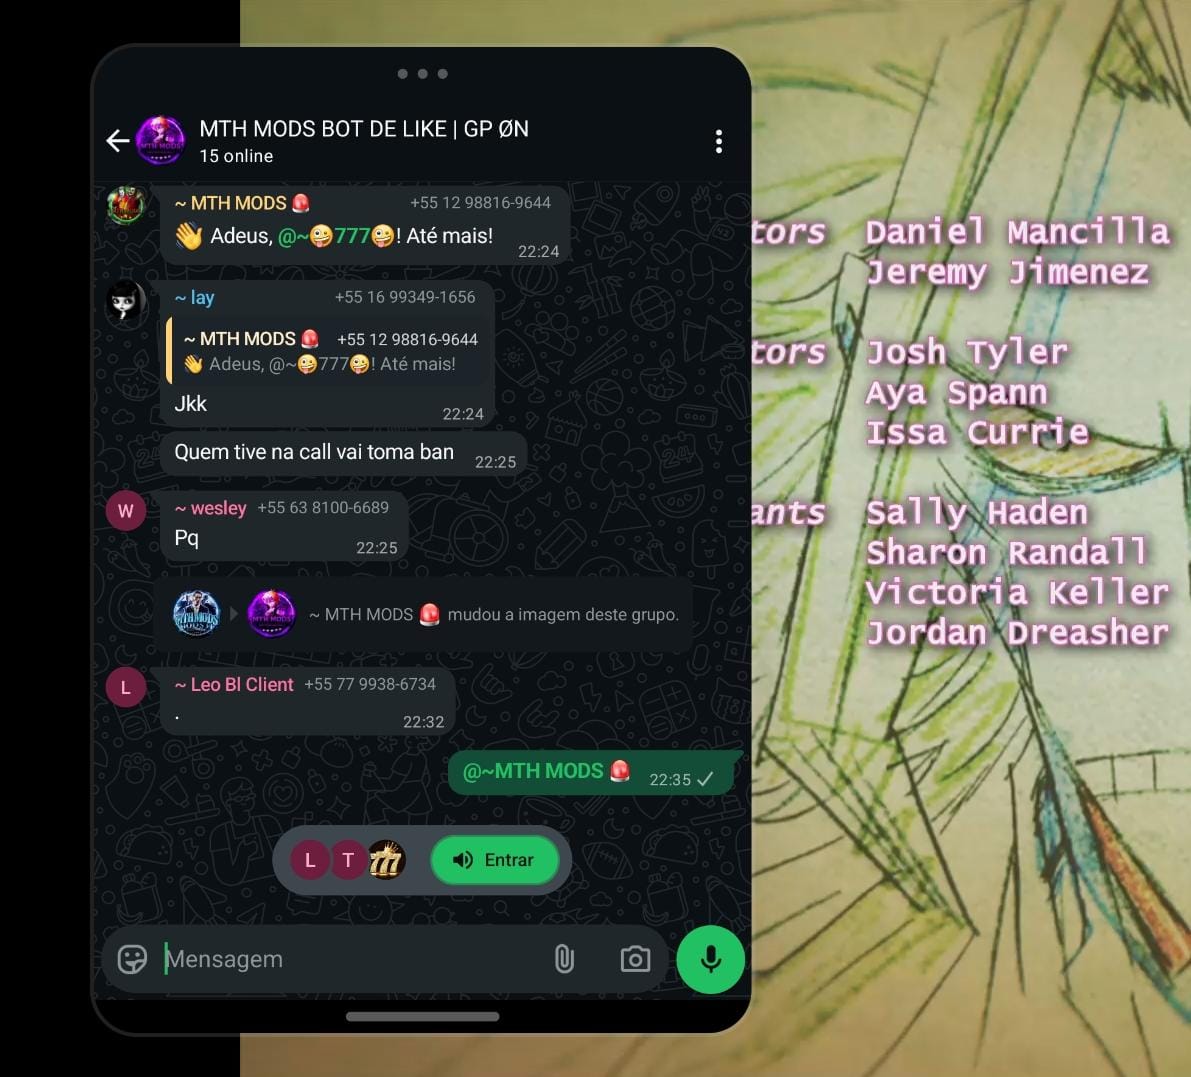 MTH MODS BOT DE LIKE | GP ØN
15 online
~ MTH MODS 🚨 +55 12 98816-9644
👋 Adeus, @~🤪777🤪! Até mais!
22:24
~ lay +55 16 99349-1656
~ MTH MODS 🚨 +55 12 98816-9644
👋 Adeus, @~🤪777🤪! Até mais!
Jkk
22:24
Quem tive na call vai toma ban
22:25
W
~ wesley +55 63 8100-6689
Pq
22:25
MTH MODS
~ MTH MODS 🚨 mudou a imagem deste grupo.
L
~ Leo Bl Client +55 77 9938-6734
.
22:32
@~MTH MODS 🚨 22:35
L T 777 Entrar
Mensagem
tors Daniel Mancilla
Jeremy Jimenez
tors Josh Tyler
Aya Spann
Issa Currie
ants Sally Haden
Sharon Randall
Victoria Keller
Jordan Dreasher